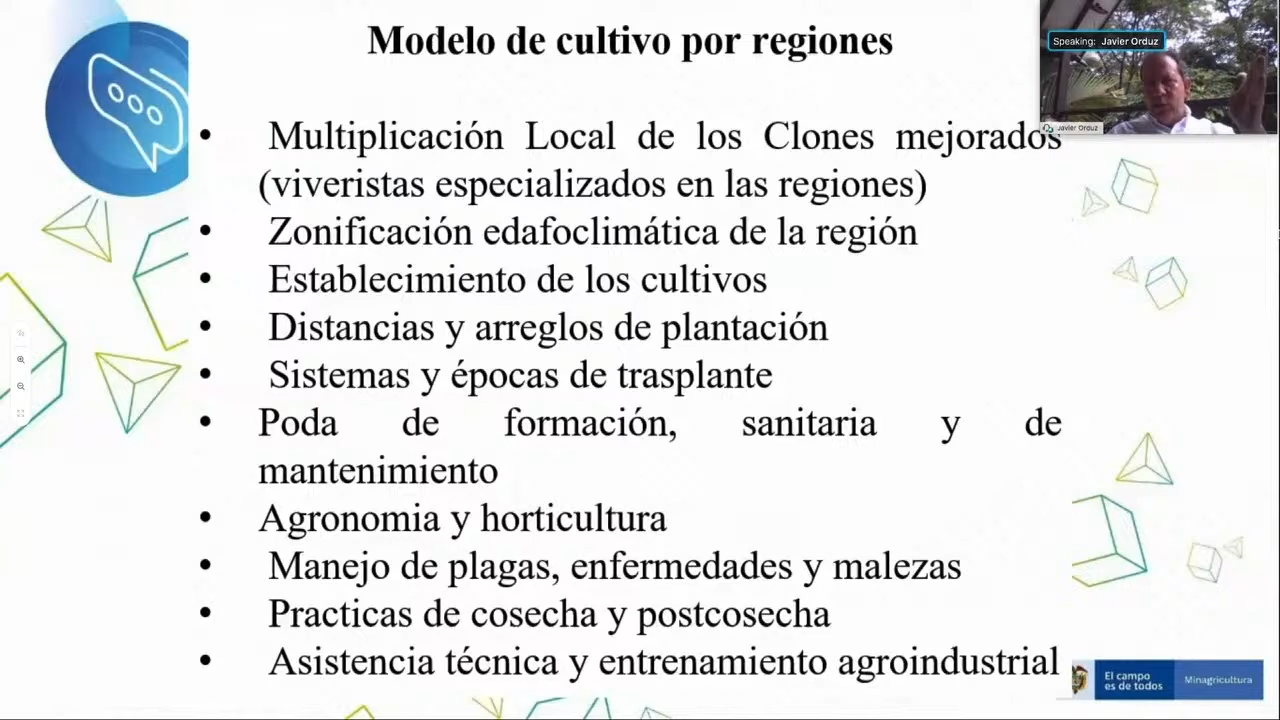 Modelo de cultivo por regiones
Speaking: Javier Orduz
Javier Orduz
• Multiplicación Local de los Clones mejorados
(viveristas especializados en las regiones)
• Zonificación edafoclimática de la región
• Establecimiento de los cultivos
• Distancias y arreglos de plantación
• Sistemas y épocas de trasplante
• Poda de formación, sanitaria y de
mantenimiento
• Agronomia y horticultura
• Manejo de plagas, enfermedades y malezas
• Practicas de cosecha y postcosecha
• Asistencia técnica y entrenamiento agroindustrial
El campo
es de todos
Minagricultura